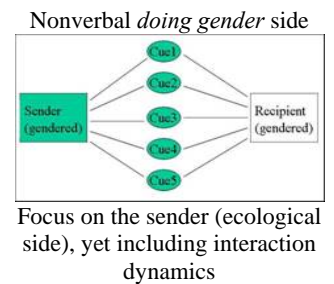 Nonverbal doing gender side
Cue1
Cue2
Sender
(gendered)
Cue3
Recipient
(gendered)
Cue4
Cue5
Focus on the sender (ecological
side), yet including interaction
dynamics